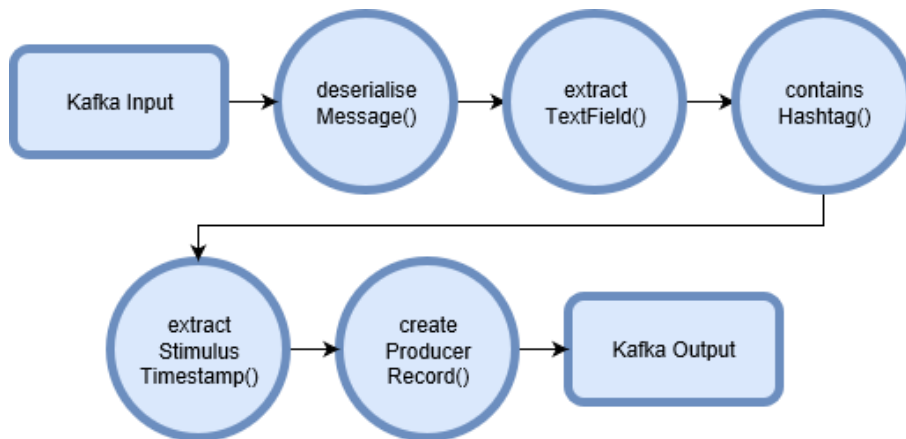 Kafka Input
deserialise
Message()
extract
TextField()
contains
Hashtag()
extract
Stimulus
Timestamp()
create
Producer
Record()
Kafka Output